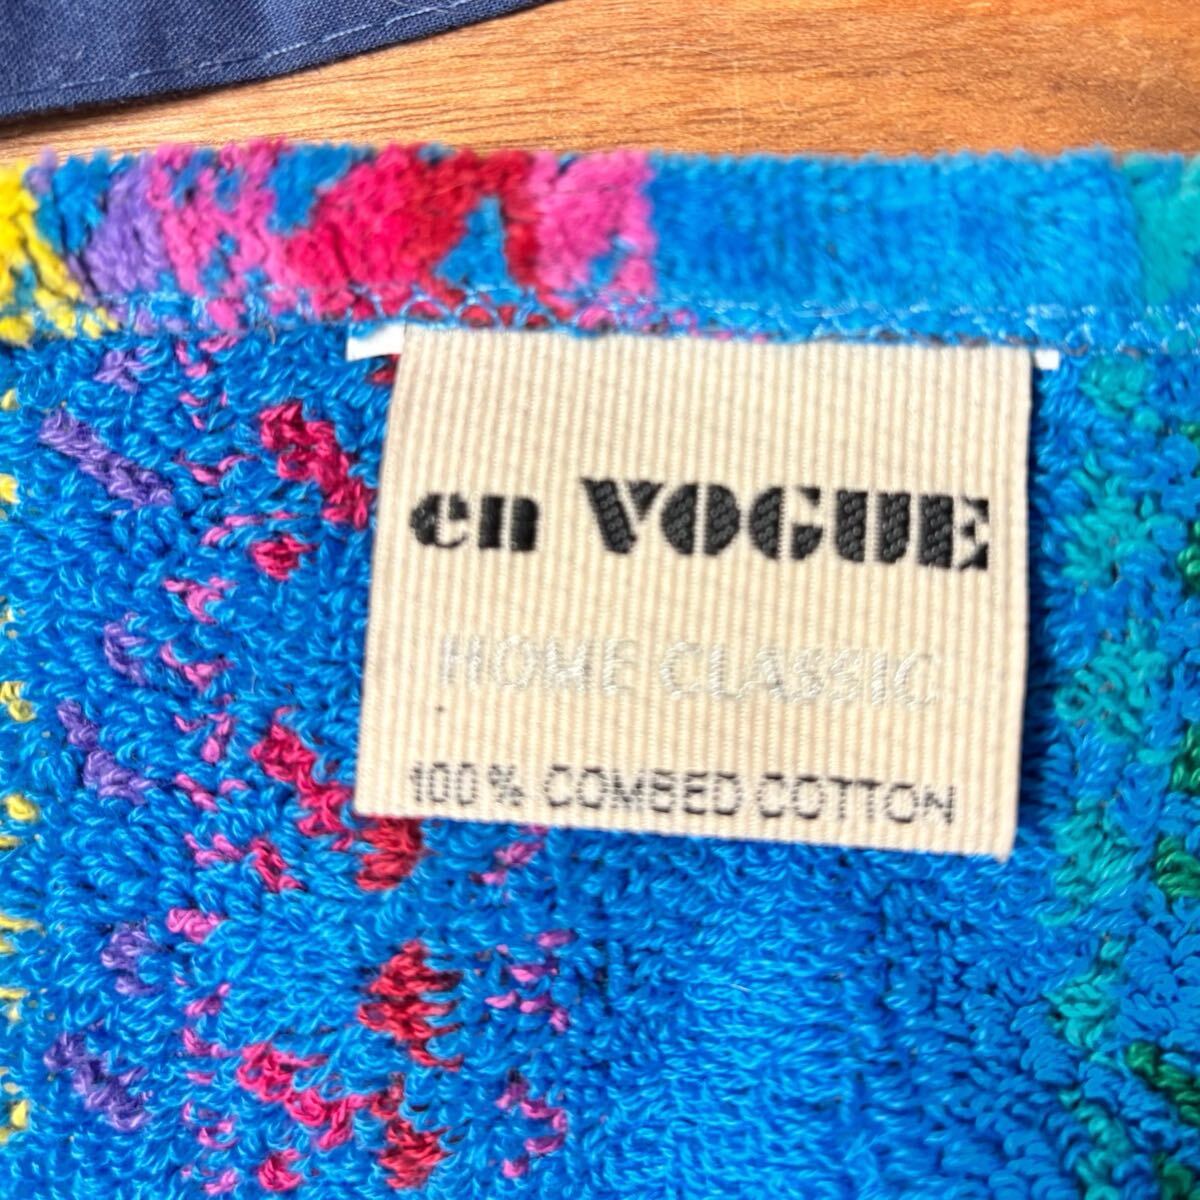 en VOGUE
HOME CLASSIC
100% COMBED COTTON